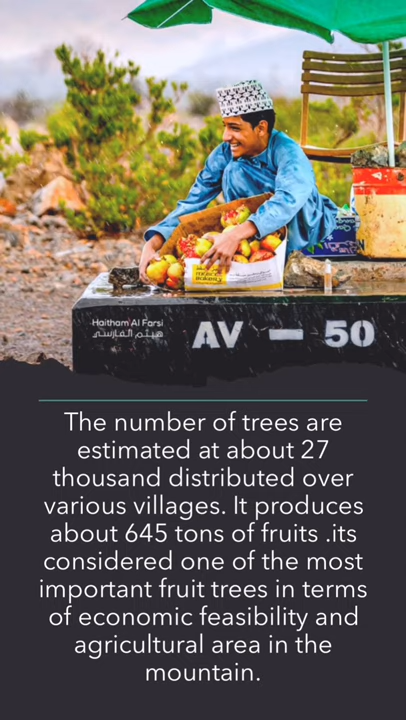 Haitham Al Farsi
هيثم الفارسي
AV – 50
The number of trees are
estimated at about 27
thousand distributed over
various villages. It produces
about 645 tons of fruits .its
considered one of the most
important fruit trees in terms
of economic feasibility and
agricultural area in the
mountain.